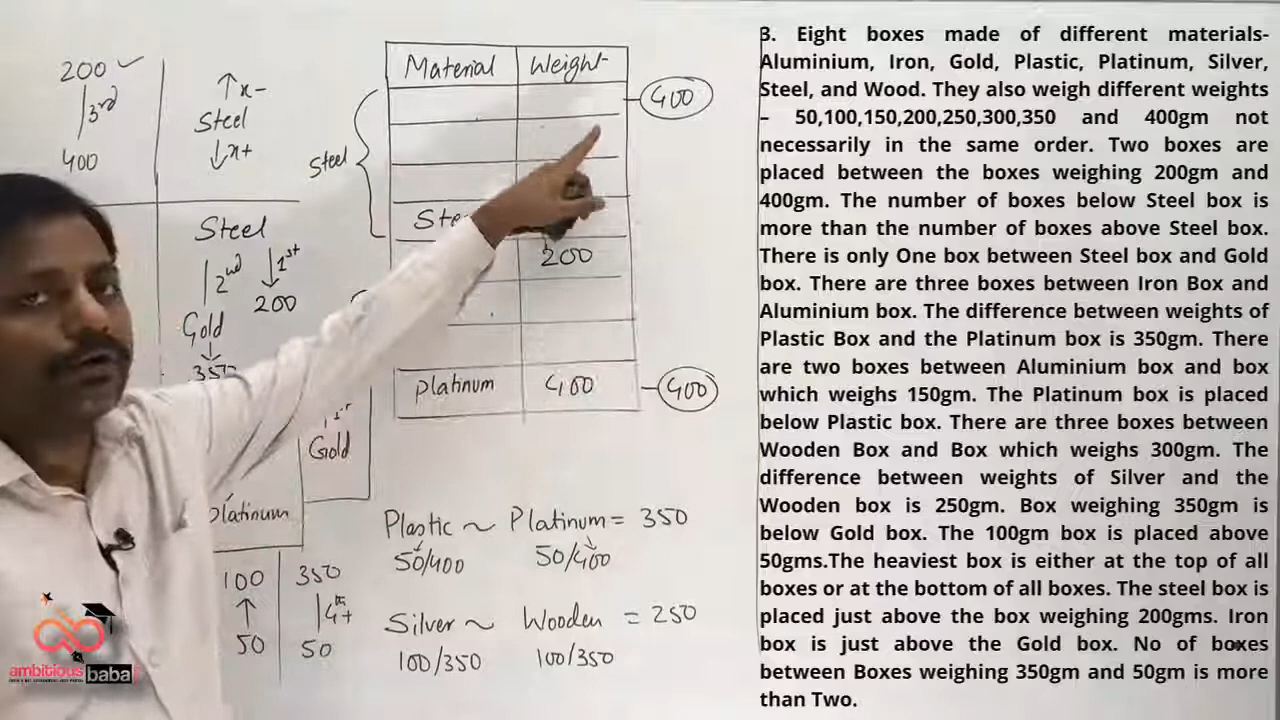 200 ✓
3rd
400
↑ x-
Steel
↓ x+
Steel
2nd
1st
200
Gold
Material
Weight
400
Steel
200
Platinum
400
400
Gold
Platinum
100
50
350
4th+
50
Plastic ~ Platinum = 350
50/400
50/400
Silver ~ Wooden = 250
100/350
100/350
ambitious baba
3. Eight boxes made of different materials-
Aluminium, Iron, Gold, Plastic, Platinum, Silver,
Steel, and Wood. They also weigh different weights
– 50,100,150,200,250,300,350 and 400gm not
necessarily in the same order. Two boxes are
placed between the boxes weighing 200gm and
400gm. The number of boxes below Steel box is
more than the number of boxes above Steel box.
There is only One box between Steel box and Gold
box. There are three boxes between Iron Box and
Aluminium box. The difference between weights of
Plastic Box and the Platinum box is 350gm. There
are two boxes between Aluminium box and box
which weighs 150gm. The Platinum box is placed
below Plastic box. There are three boxes between
Wooden Box and Box which weighs 300gm. The
difference between weights of Silver and the
Wooden box is 250gm. Box weighing 350gm is
below Gold box. The 100gm box is placed above
50gms.The heaviest box is either at the top of all
boxes or at the bottom of all boxes. The steel box is
placed just above the box weighing 200gms. Iron
box is just above the Gold box. No of boxes
between Boxes weighing 350gm and 50gm is more
than Two.